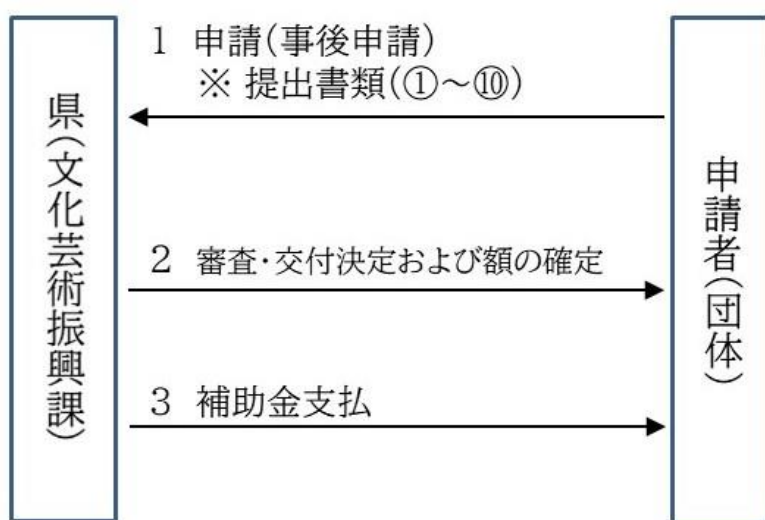 県(文化芸術振興課)
1 申請(事後申請)
※ 提出書類(①~⑩)
2 審査・交付決定および額の確定
3 補助金支払
申請者(団体)